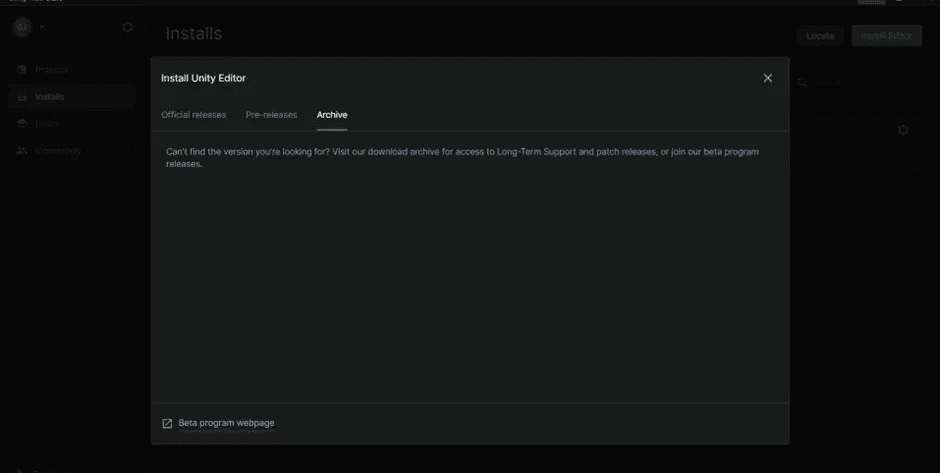 Installs
Locate
Install Editor
Projects
Installs
Learn
Community
Install Unity Editor
Official releases
Pre-releases
Archive
Can't find the version you're looking for? Visit our download archive for access to Long-Term Support and patch releases, or join our beta program
releases.
Beta program webpage